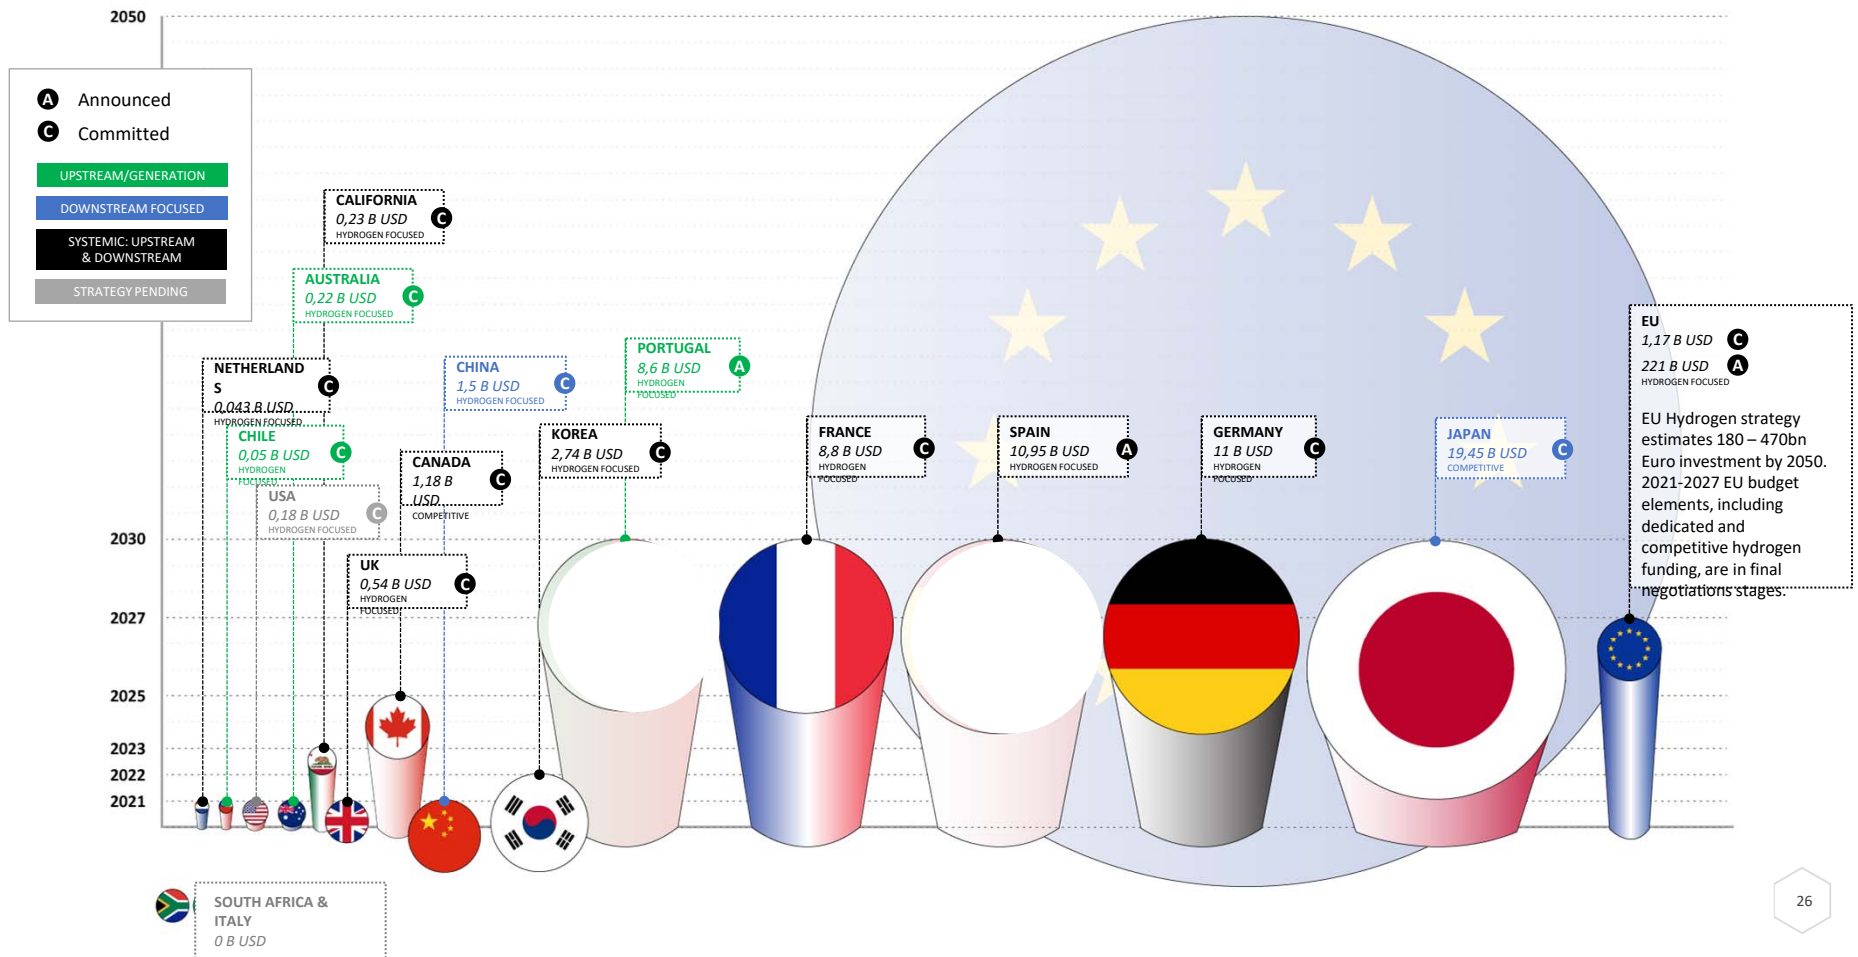 2050
A Announced
C Committed
UPSTREAM/GENERATION
DOWNSTREAM FOCUSED
SYSTEMIC: UPSTREAM
& DOWNSTREAM
STRATEGY PENDING
CALIFORNIA
0,23 B USD
HYDROGEN FOCUSED
C
AUSTRALIA
0,22 B USD
HYDROGEN FOCUSED
C
NETHERLAND
S
0,043 B USD
HYDROGEN FOCUSED
C
CHILE
0,05 B USD
HYDROGEN
FOCUSED
C
USA
0,18 B USD
HYDROGEN FOCUSED
C
UK
0,54 B USD
HYDROGEN
FOCUSED
C
CANADA
1,18 B
USD
COMPETITIVE
C
CHINA
1,5 B USD
HYDROGEN FOCUSED
C
KOREA
2,74 B USD
HYDROGEN FOCUSED
C
PORTUGAL
8,6 B USD
HYDROGEN
FOCUSED
A
FRANCE
8,8 B USD
HYDROGEN
FOCUSED
C
SPAIN
10,95 B USD
HYDROGEN FOCUSED
A
GERMANY
11 B USD
HYDROGEN
FOCUSED
C
JAPAN
19,45 B USD
COMPETITIVE
C
EU
1,17 B USD C
221 B USD A
HYDROGEN FOCUSED
EU Hydrogen strategy
estimates 180 – 470bn
Euro investment by 2050.
2021-2027 EU budget
elements, including
dedicated and
competitive hydrogen
funding, are in final
negotiations stages.
2030
2027
2025
2023
2022
2021
SOUTH AFRICA &
ITALY
0 B USD
26